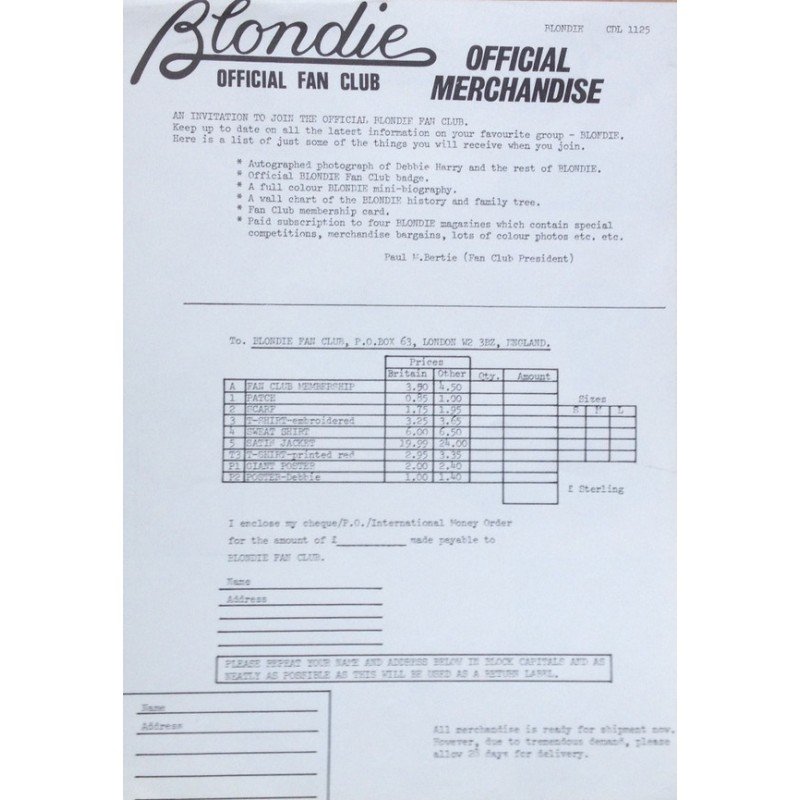 Blondie
OFFICIAL FAN CLUB
BLONDIE CDL 1125
OFFICIAL
MERCHANDISE
AN INVITATION TO JOIN THE OFFICIAL BLONDIE FAN CLUB.
Keep up to date on all the latest information on your favourite group - BLONDIE.
Here is a list of just some of the things you will receive when you join.
* Autographed photograph of Debbie Harry and the rest of BLONDIE.
* Official BLONDIE Fan Club badge.
* A full colour BLONDIE mini-biography.
* A wall chart of the BLONDIE history and family tree.
* Fan Club membership card.
* Paid subscription to four BLONDIE magazines which contain special
competitions, merchandise bargains, lots of colour photos etc. etc.
Paul M.Bertie (Fan Club President)
To. BLONDIE FAN CLUB, P.O.BOX 63, LONDON W2 3BZ, ENGLAND.
Prices
Britain Other Qty. Amount
A FAN CLUB MEMBERSHIP 3.50 4.50
1 PATCH 0.85 1.00 Sizes
2 SCARF 1.75 1.95 S M L
3 T-SHIRT-embroidered 3.25 3.65
4 SWEAT SHIRT 6.00 6.50
5 SATIN JACKET 19.99 24.00
T3 T-SHIRT-printed red 2.95 3.35
P1 GIANT POSTER 2.00 2.40
P2 POSTER-Debbie 1.00 1.40
£ Sterling
I enclose my cheque/P.O./International Money Order
for the amount of £__________ made payable to
BLONDIE FAN CLUB.
Name
Address
PLEASE REPEAT YOUR NAME AND ADDRESS BELOW IN BLOCK CAPITALS AND AS
NEATLY AS POSSIBLE AS THIS WILL BE USED AS A RETURN LABEL.
Name
Address
All merchandise is ready for shipment now.
However, due to tremendous demand, please
allow 28 days for delivery.